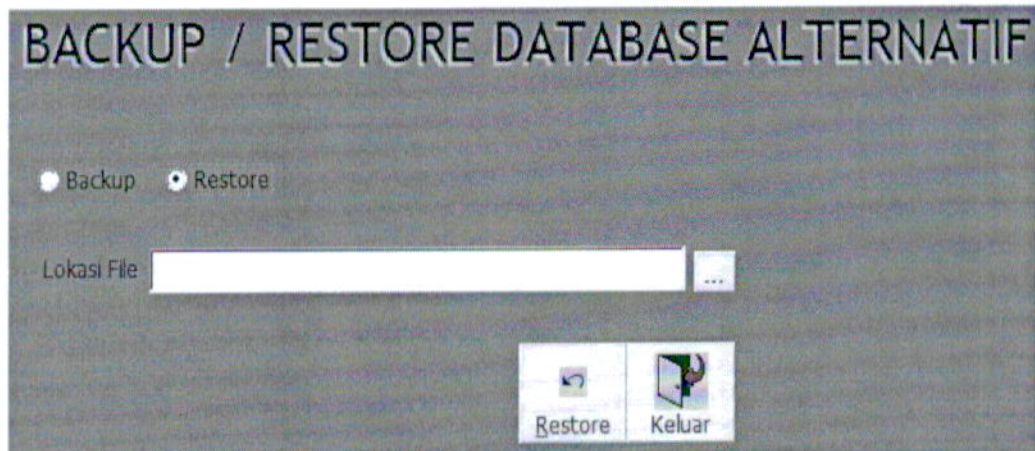 BACKUP / RESTORE DATABASE ALTERNATIF
Backup Restore
Lokasi File ...
Restore Keluar